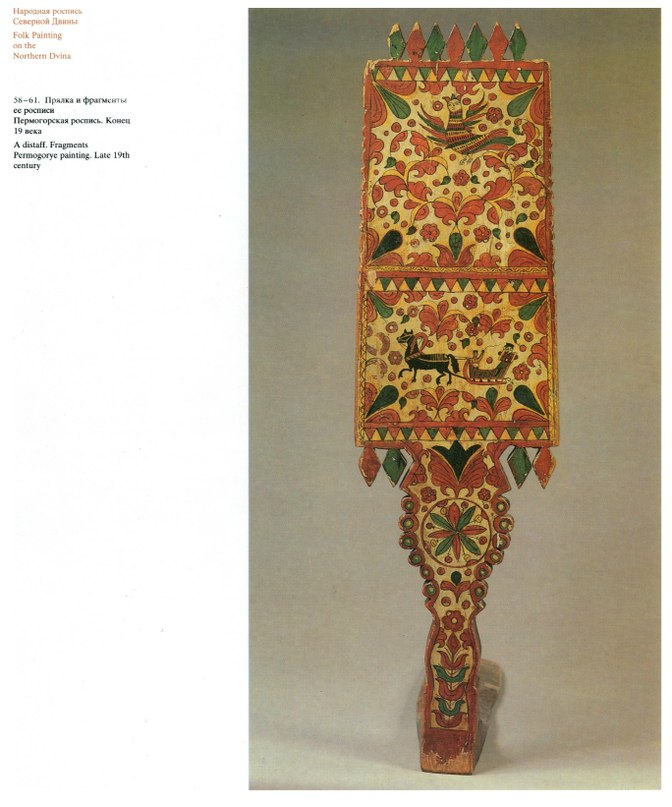 Народная роспись
Северной Двины
Folk Painting
on the
Northern Dvina
58–61. Прялка и фрагменты
ее росписи
Пермогорская роспись. Конец
19 века
A distaff. Fragments
Permogorye painting. Late 19th
century